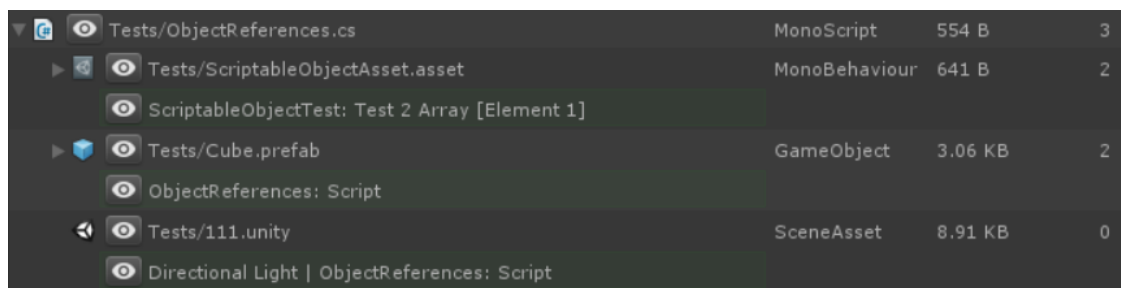 Tests/ObjectReferences.cs MonoScript 554 B 3
Tests/ScriptableObjectAsset.asset MonoBehaviour 641 B 2
ScriptableObjectTest: Test 2 Array [Element 1]
Tests/Cube.prefab GameObject 3.06 KB 2
ObjectReferences: Script
Tests/111.unity SceneAsset 8.91 KB 0
Directional Light | ObjectReferences: Script